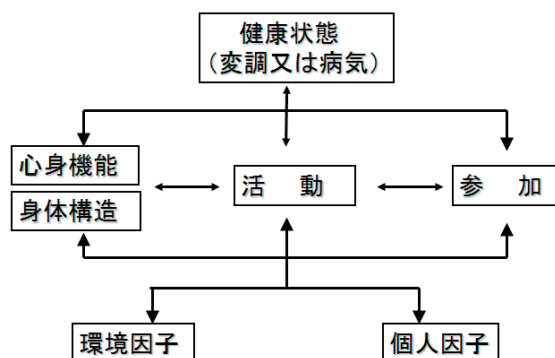 健康状態
（変調又は病気）
心身機能
身体構造
活　動
参　加
環境因子
個人因子